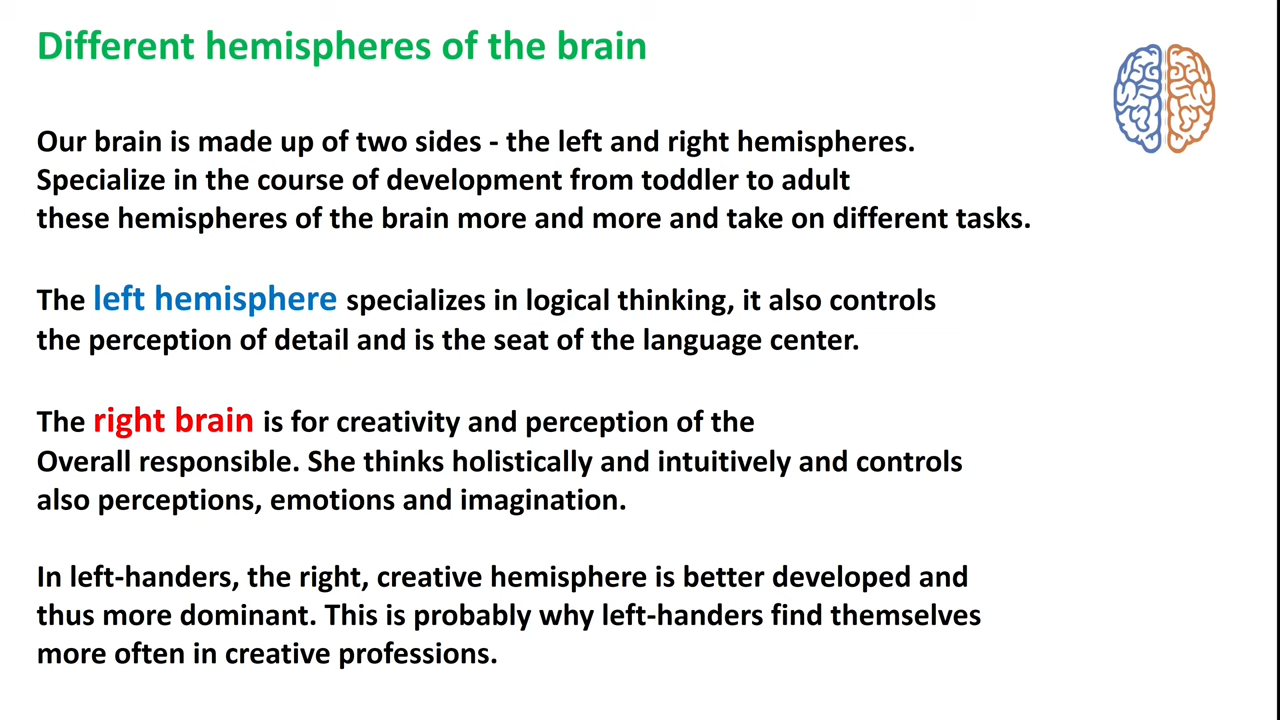 Different hemispheres of the brain
Our brain is made up of two sides - the left and right hemispheres.
Specialize in the course of development from toddler to adult
these hemispheres of the brain more and more and take on different tasks.
The left hemisphere specializes in logical thinking, it also controls
the perception of detail and is the seat of the language center.
The right brain is for creativity and perception of the
Overall responsible. She thinks holistically and intuitively and controls
also perceptions, emotions and imagination.
In left-handers, the right, creative hemisphere is better developed and
thus more dominant. This is probably why left-handers find themselves
more often in creative professions.